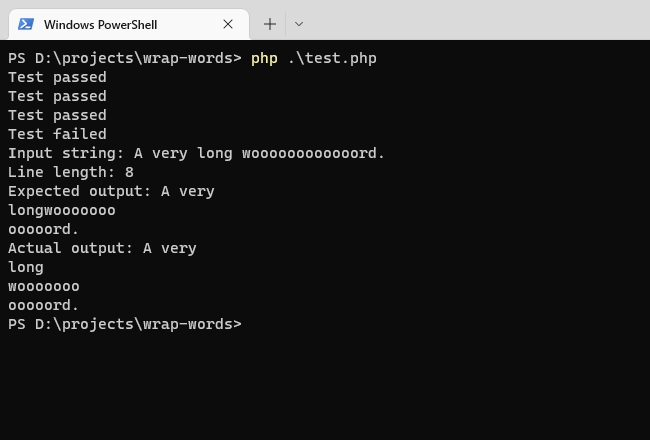 Windows PowerShell
PS D:\projects\wrap-words> php .\test.php
Test passed
Test passed
Test passed
Test failed
Input string: A very long woooooooooooord.
Line length: 8
Expected output: A very
longwooooooo
ooooord.
Actual output: A very
long
wooooooo
ooooord.
PS D:\projects\wrap-words>